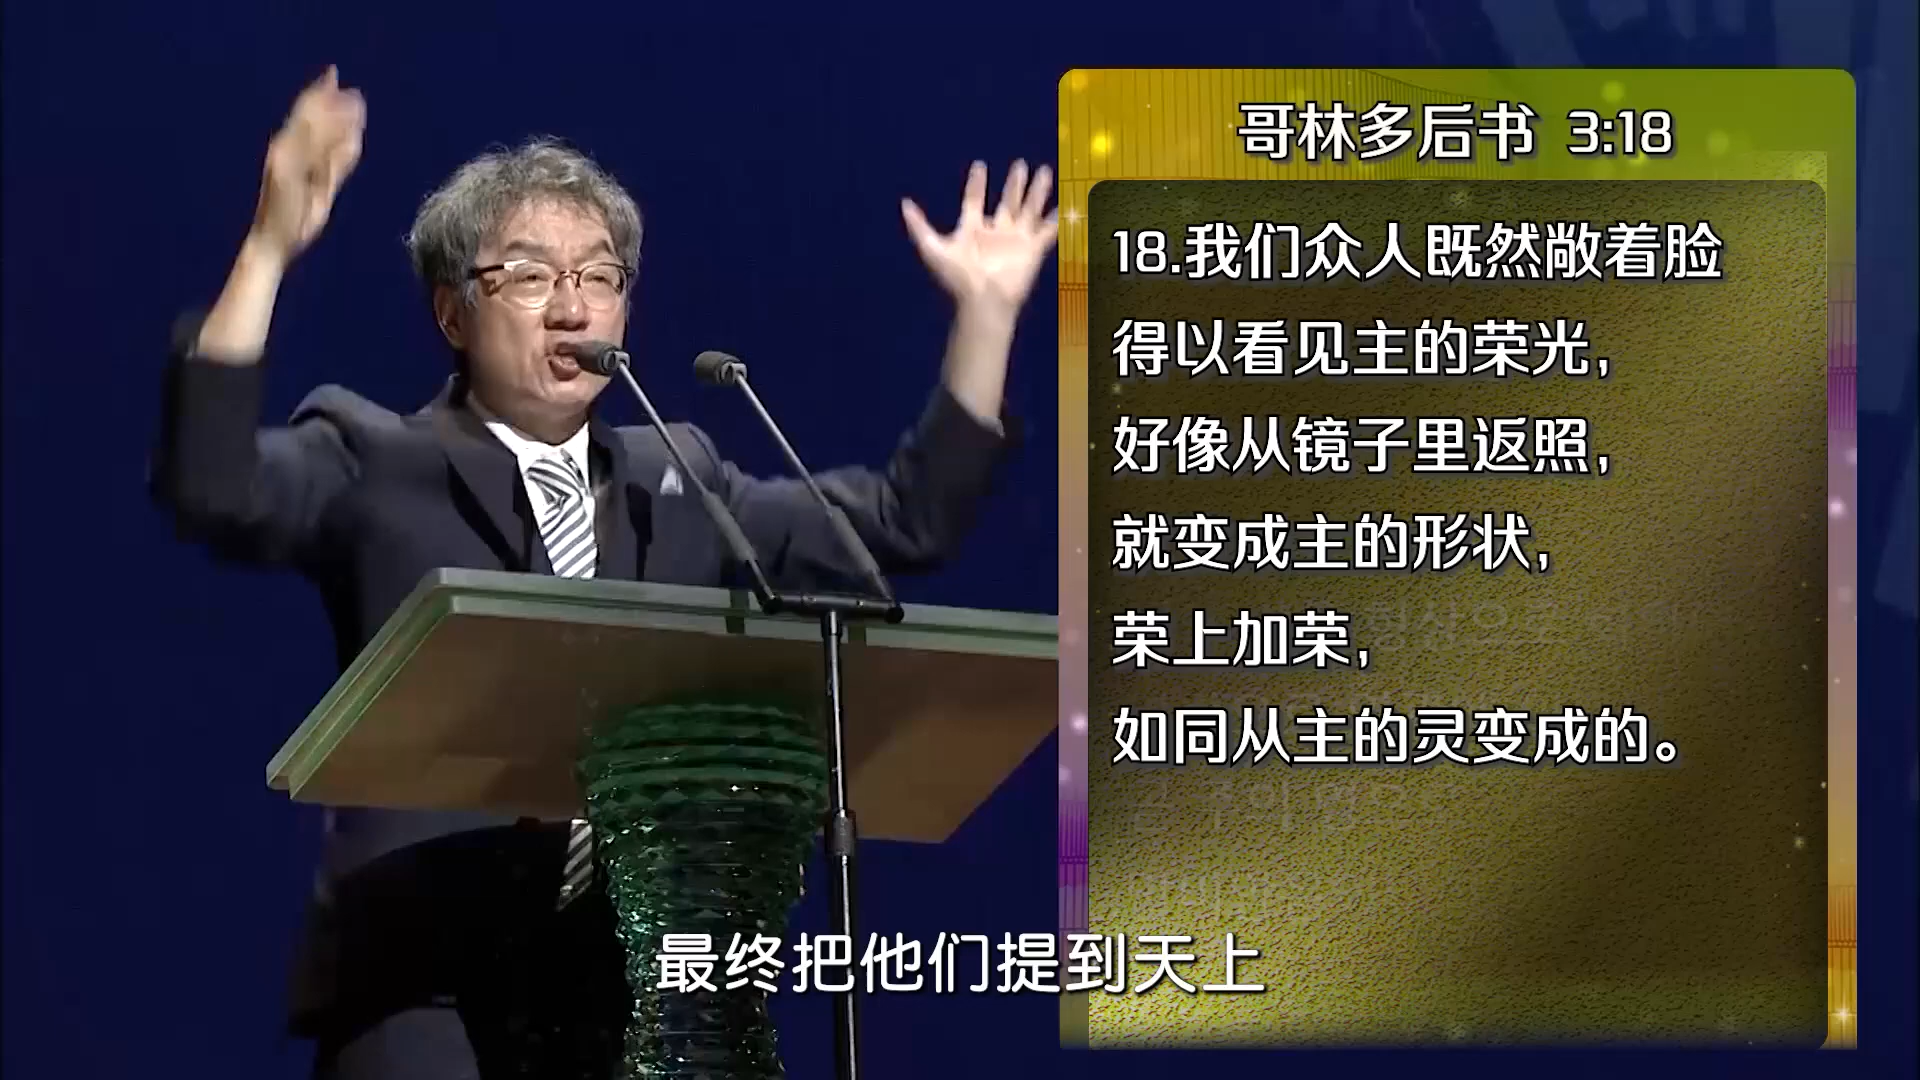 哥林多后书 3:18
18.我们众人既然敞着脸
得以看见主的荣光，
好像从镜子里返照，
就变成主的形状，
荣上加荣，
如同从主的灵变成的。
最终把他们提到天上